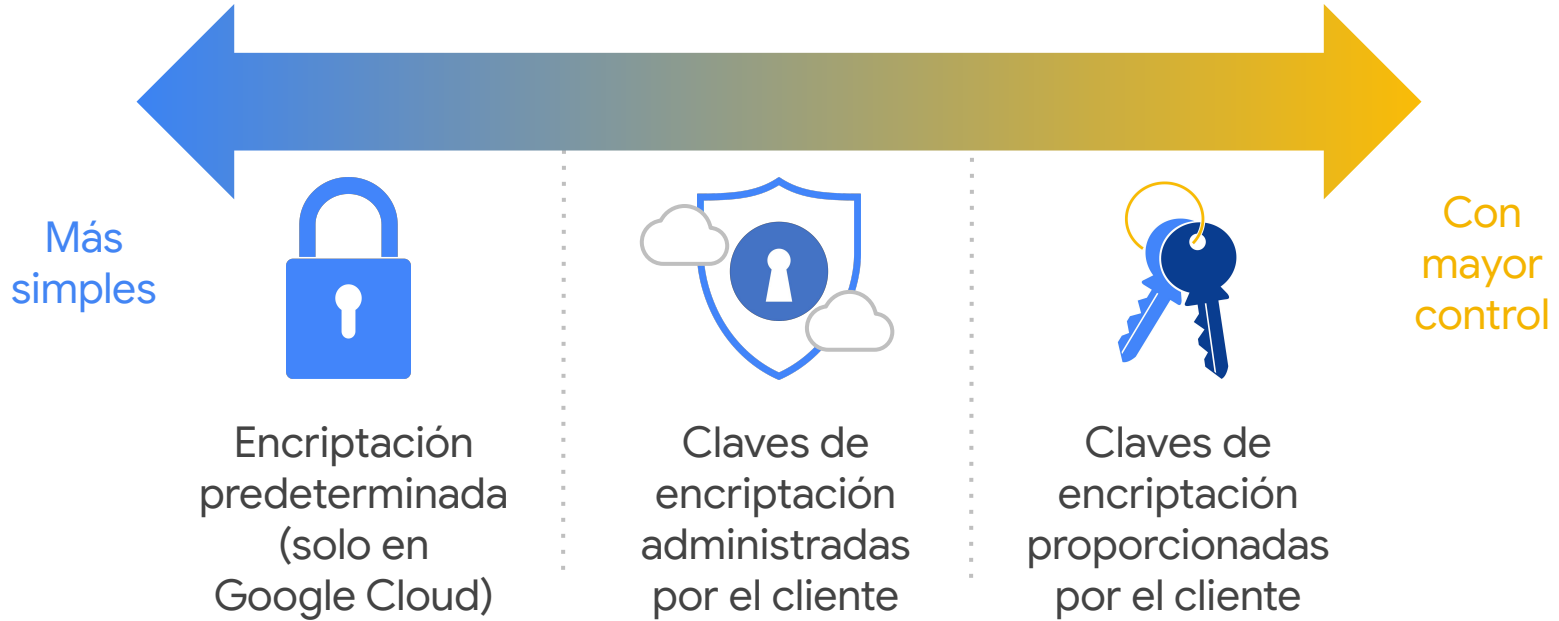 Más
simples
Con
mayor
control
Encriptación
predeterminada
(solo en
Google Cloud)
Claves de
encriptación
administradas
por el cliente
Claves de
encriptación
proporcionadas
por el cliente